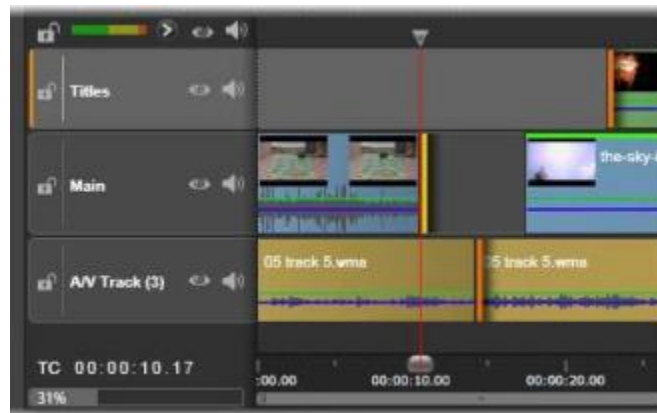 Titles
Main
the-sky-
A/V Track (3)
05 track 5.wma
5 track 5.wma
TC 00:00:10.17
:00.00
00:00:10.00
00:00:20.00
31%